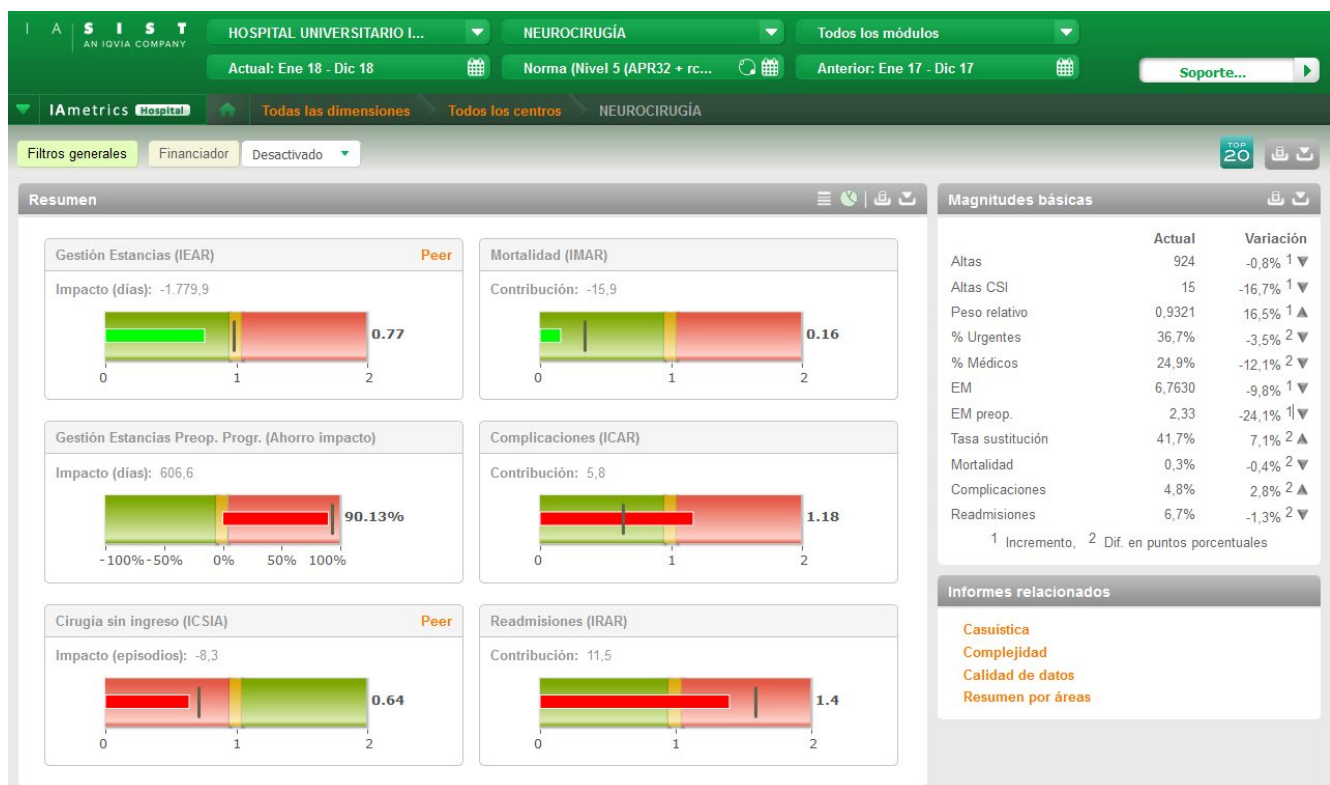 I A S I S T
AN IQVIA COMPANY
HOSPITAL UNIVERSITARIO I...
NEUROCIRUGÍA
Todos los módulos
Actual: Ene 18 - Dic 18
Norma (Nivel 5 (APR32 + rc...
Anterior: Ene 17 - Dic 17
Soporte...
IAmetrics Hospital
Todas las dimensiones
Todos los centros
NEUROCIRUGÍA
Filtros generales
Financiador
Desactivado
TOP 20
Resumen
Gestión Estancias (IEAR) Peer
Impacto (días): -1.779,9
0.77
0 1 2
Mortalidad (IMAR)
Contribución: -15,9
0.16
0 1 2
Gestión Estancias Preop. Progr. (Ahorro impacto)
Impacto (días): 606,6
90.13%
-100% -50% 0% 50% 100%
Complicaciones (ICAR)
Contribución: 5,8
1.18
0 1 2
Cirugía sin ingreso (ICSIA) Peer
Impacto (episodios): -8,3
0.64
0 1 2
Readmisiones (IRAR)
Contribución: 11,5
1.4
0 1 2
Magnitudes básicas
Actual Variación
Altas 924 -0,8% 1
Altas CSI 15 -16,7% 1
Peso relativo 0,9321 16,5% 1
% Urgentes 36,7% -3,5% 2
% Médicos 24,9% -12,1% 2
EM 6,7630 -9,8% 1
EM preop. 2,33 -24,1% 1
Tasa sustitución 41,7% 7,1% 2
Mortalidad 0,3% -0,4% 2
Complicaciones 4,8% 2,8% 2
Readmisiones 6,7% -1,3% 2
1 Incremento, 2 Dif. en puntos porcentuales
Informes relacionados
Casuística
Complejidad
Calidad de datos
Resumen por áreas